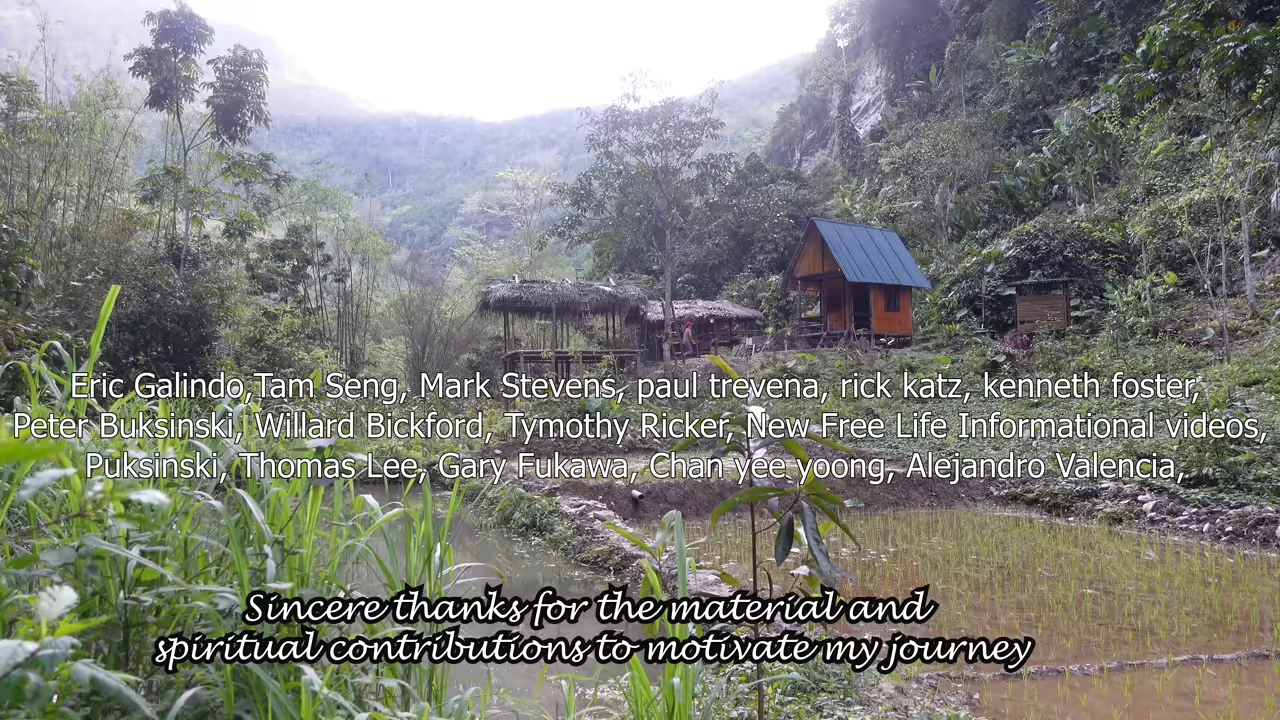 Eric Galindo,Tam Seng, Mark Stevens, paul trevena, rick katz, kenneth foster,
Peter Buksinski, Willard Bickford, Tymothy Ricker, New Free Life Informational videos,
Puksinski, Thomas Lee, Gary Fukawa, Chan yee yoong, Alejandro Valencia,
Sincere thanks for the material and
spiritual contributions to motivate my journey